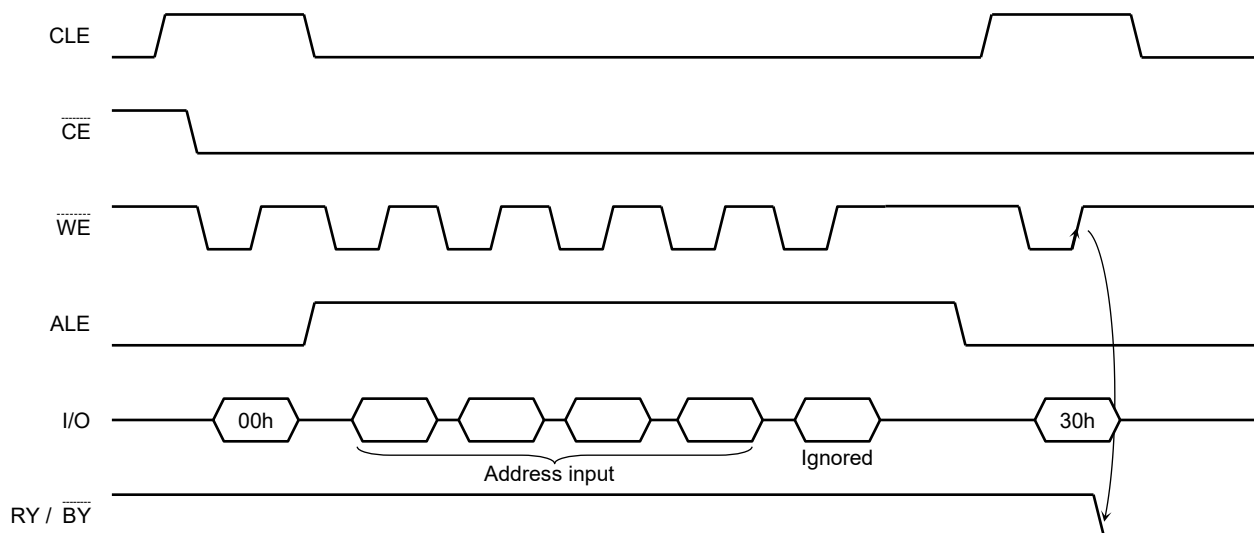 CLE
CE
WE
ALE
I/O 00h 30h
Address input Ignored
RY / BY